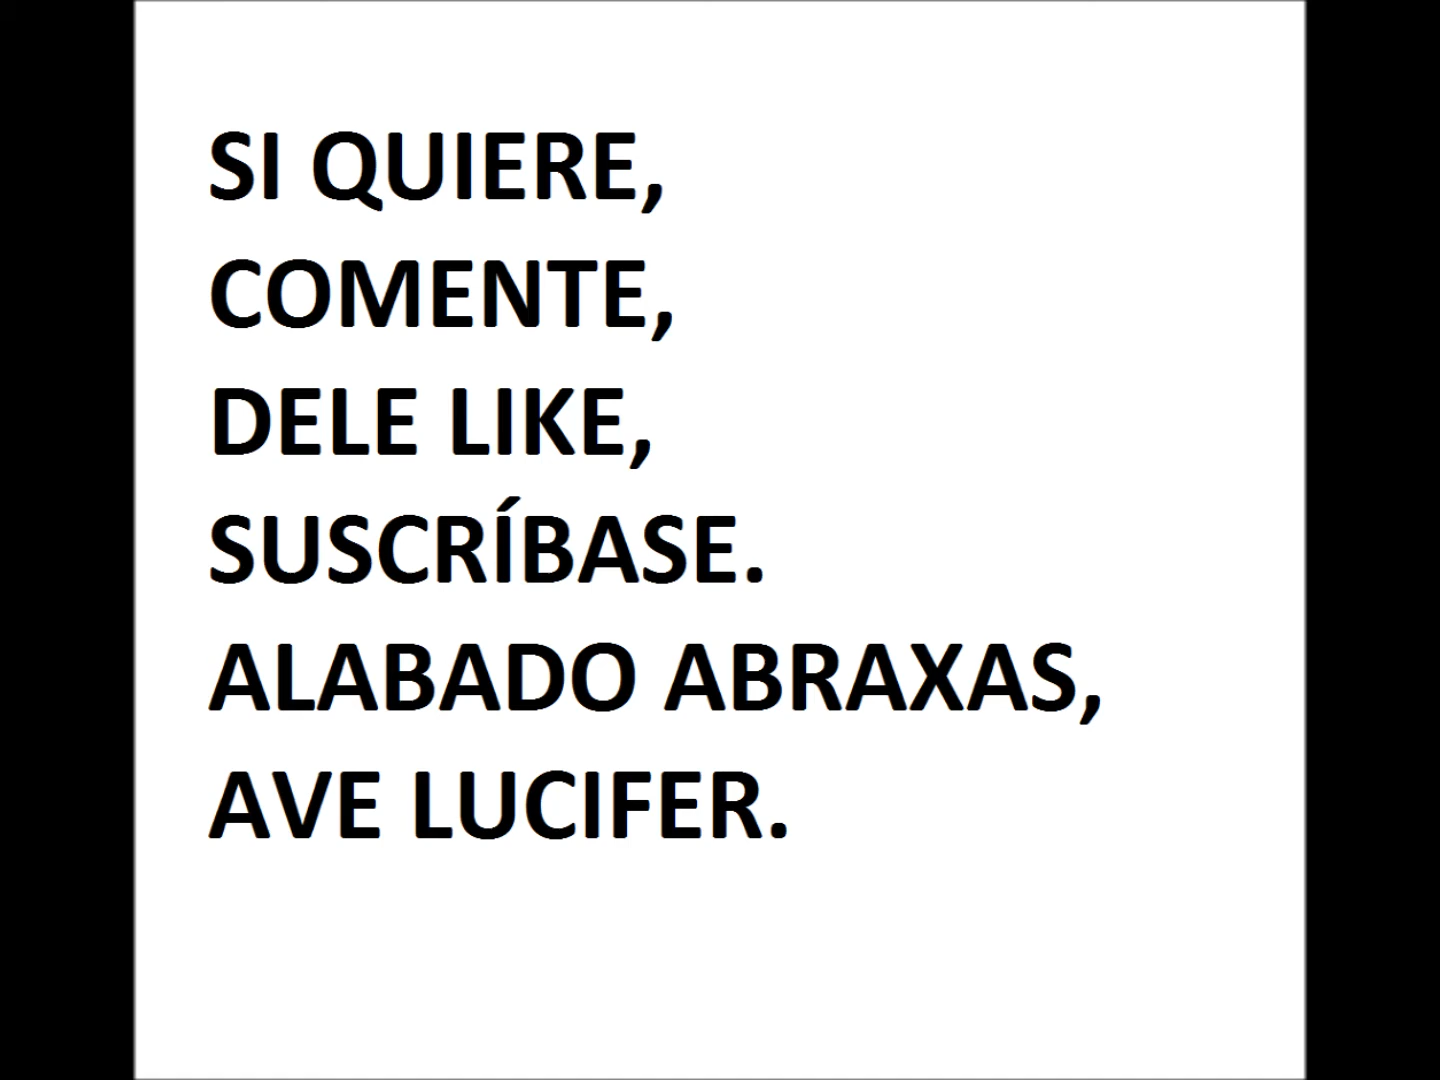 SI QUIERE,
COMENTE,
DELE LIKE,
SUSCRÍBASE.
ALABADO ABRAXAS,
AVE LUCIFER.